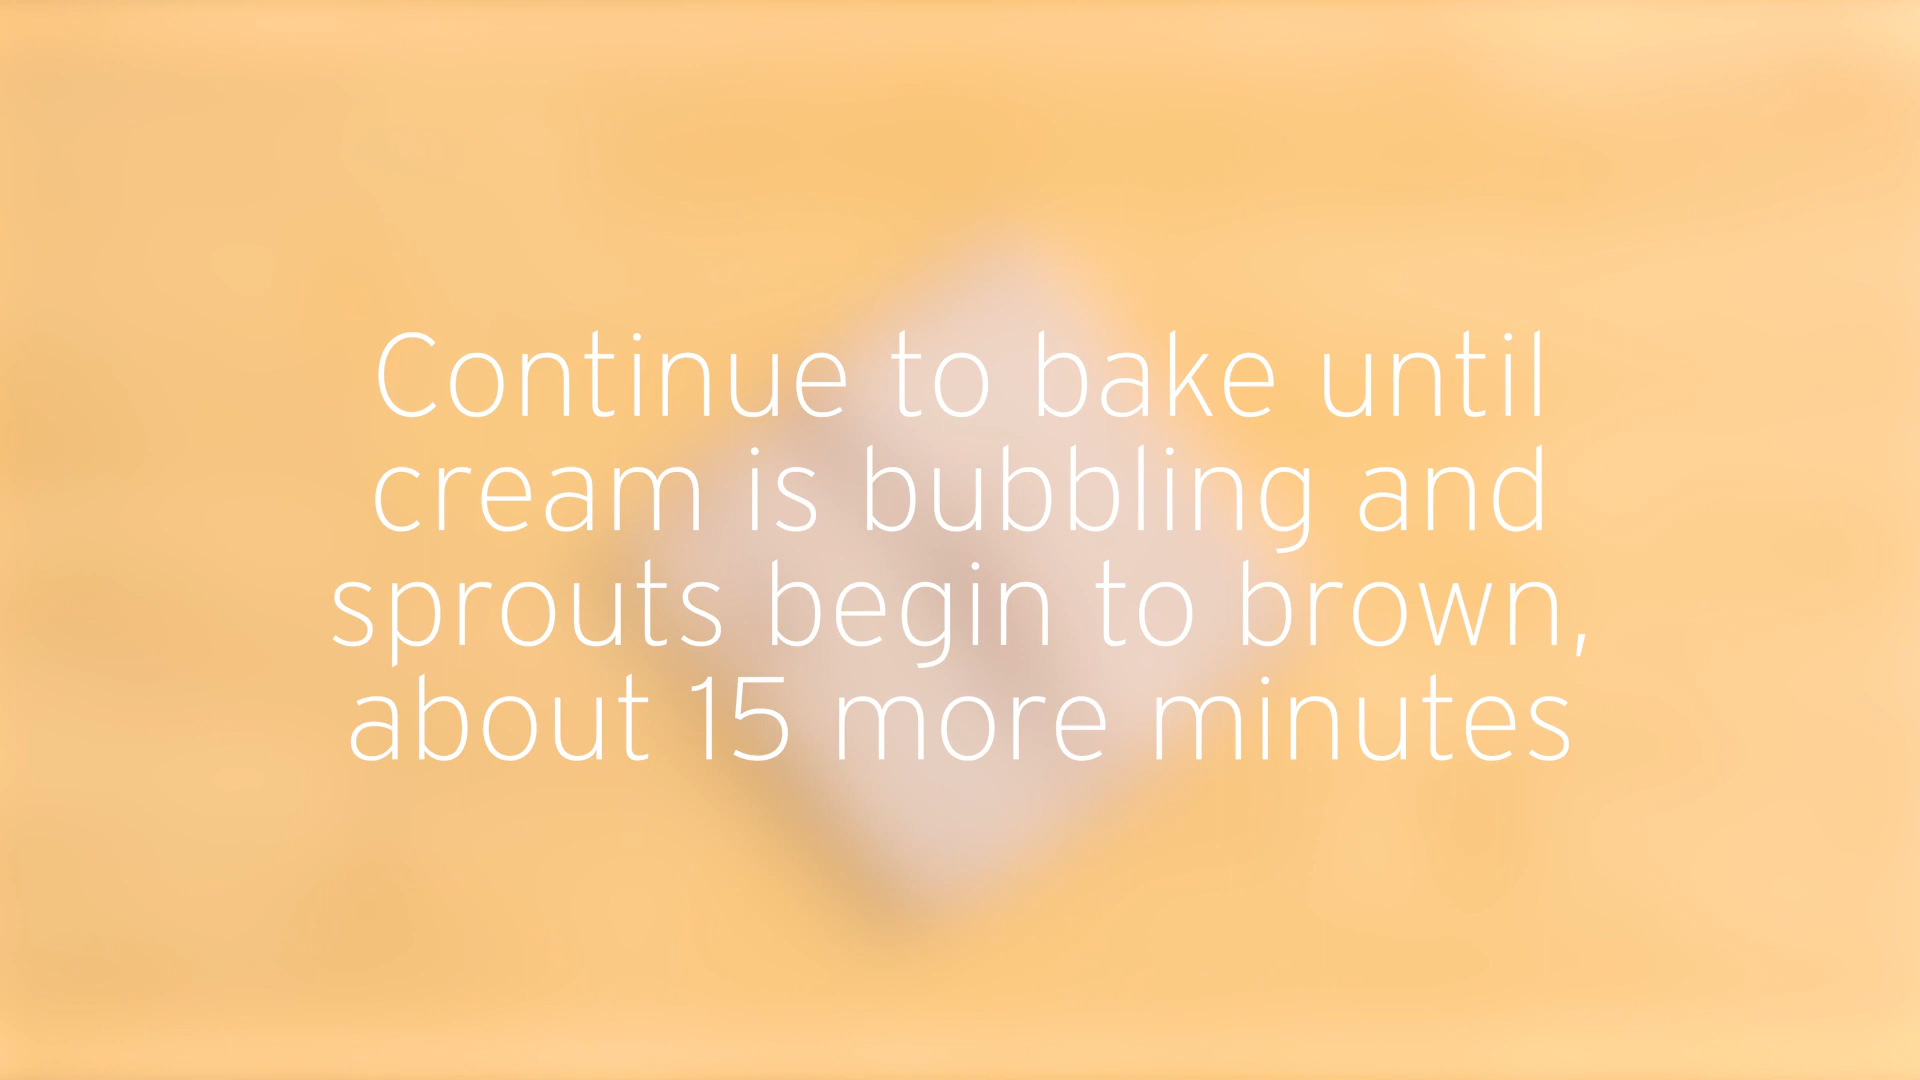 Continue to bake until
cream is bubbling and
sprouts begin to brown,
about 15 more minutes